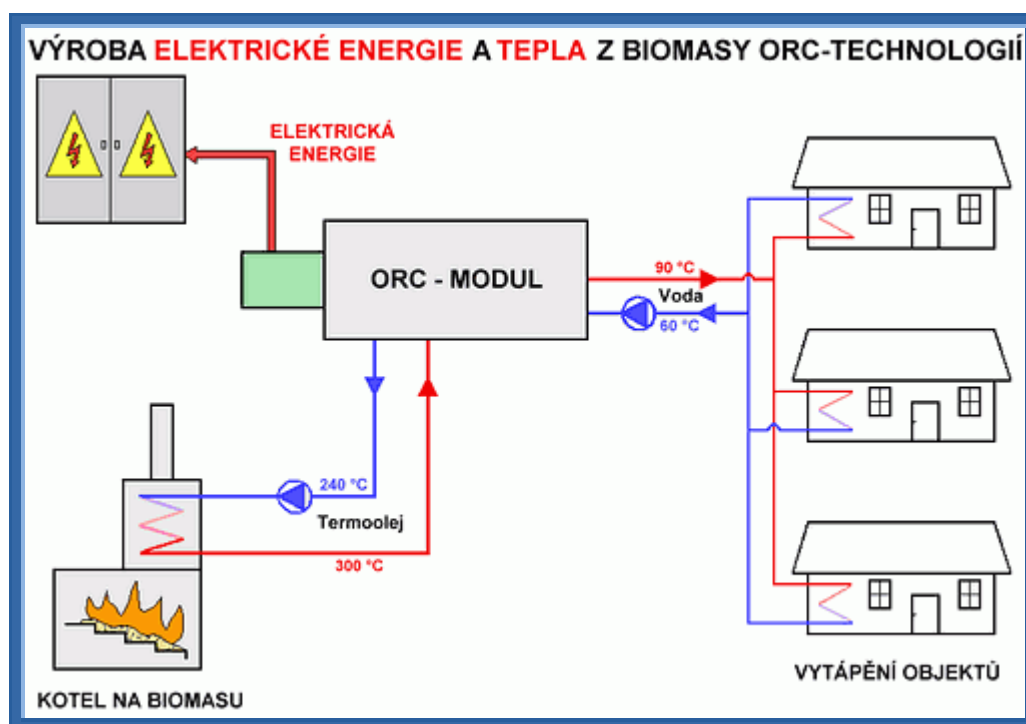 VÝROBA ELEKTRICKÉ ENERGIE A TEPLA Z BIOMASY ORC-TECHNOLOGIÍ
ELEKTRICKÁ
ENERGIE
ORC - MODUL
90 °C
Voda
60 °C
240 °C
Termoolej
300 °C
KOTEL NA BIOMASU
VYTÁPĚNÍ OBJEKTŮ